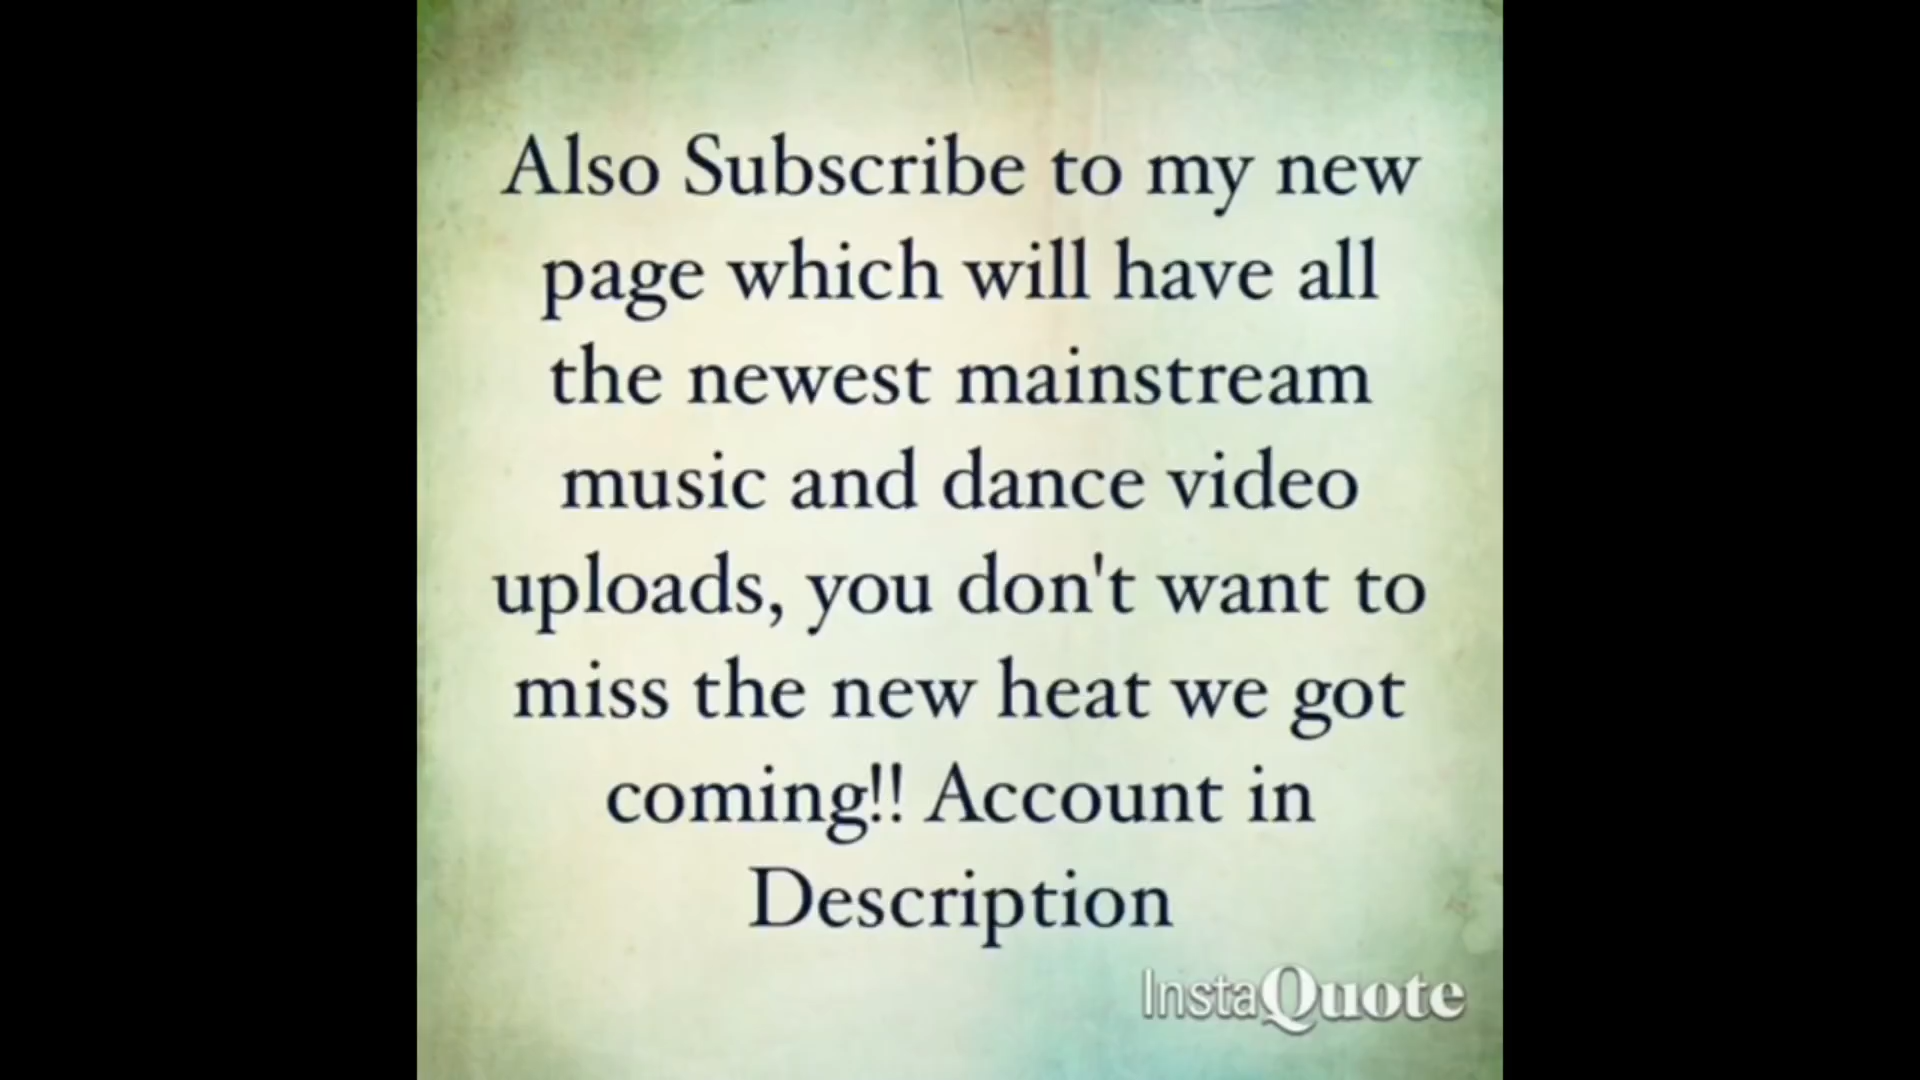 Also Subscribe to my new
page which will have all
the newest mainstream
music and dance video
uploads, you don't want to
miss the new heat we got
coming!! Account in
Description
InstaQuote